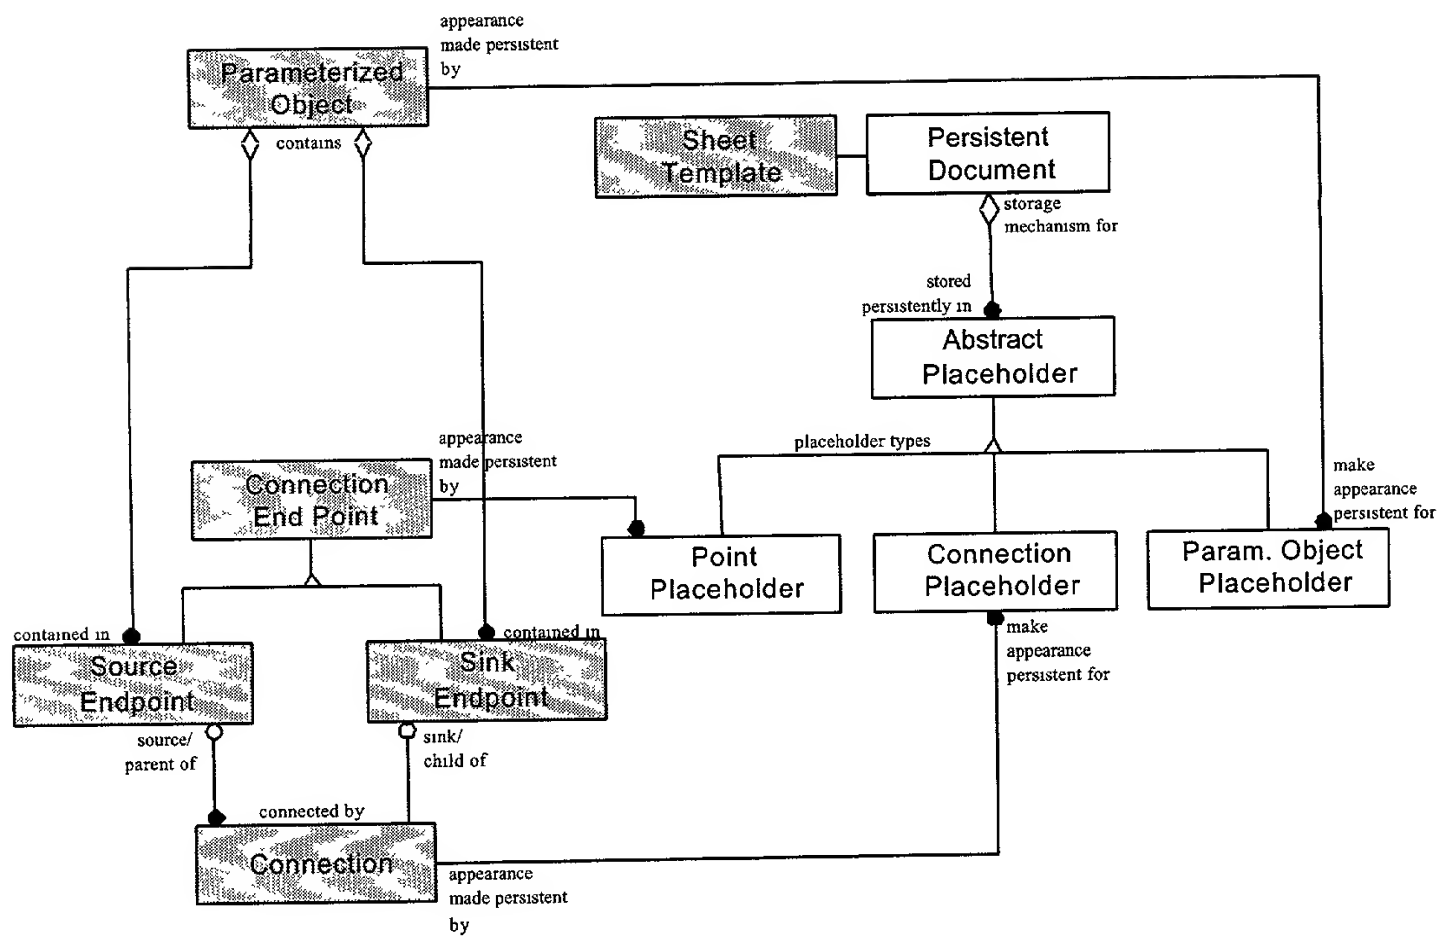 appearance
made persistent
by
Parameterized
Object
contains
Sheet
Template
Persistent
Document
storage
mechanism for
stored
persistently in
Abstract
Placeholder
placeholder types
appearance
made persistent
by
Connection
End Point
make
appearance
persistent for
Point
Placeholder
Connection
Placeholder
Param. Object
Placeholder
contained in
contained in
Source
Endpoint
Sink
Endpoint
make
appearance
persistent for
source/
parent of
sink/
child of
connected by
Connection
appearance
made persistent
by